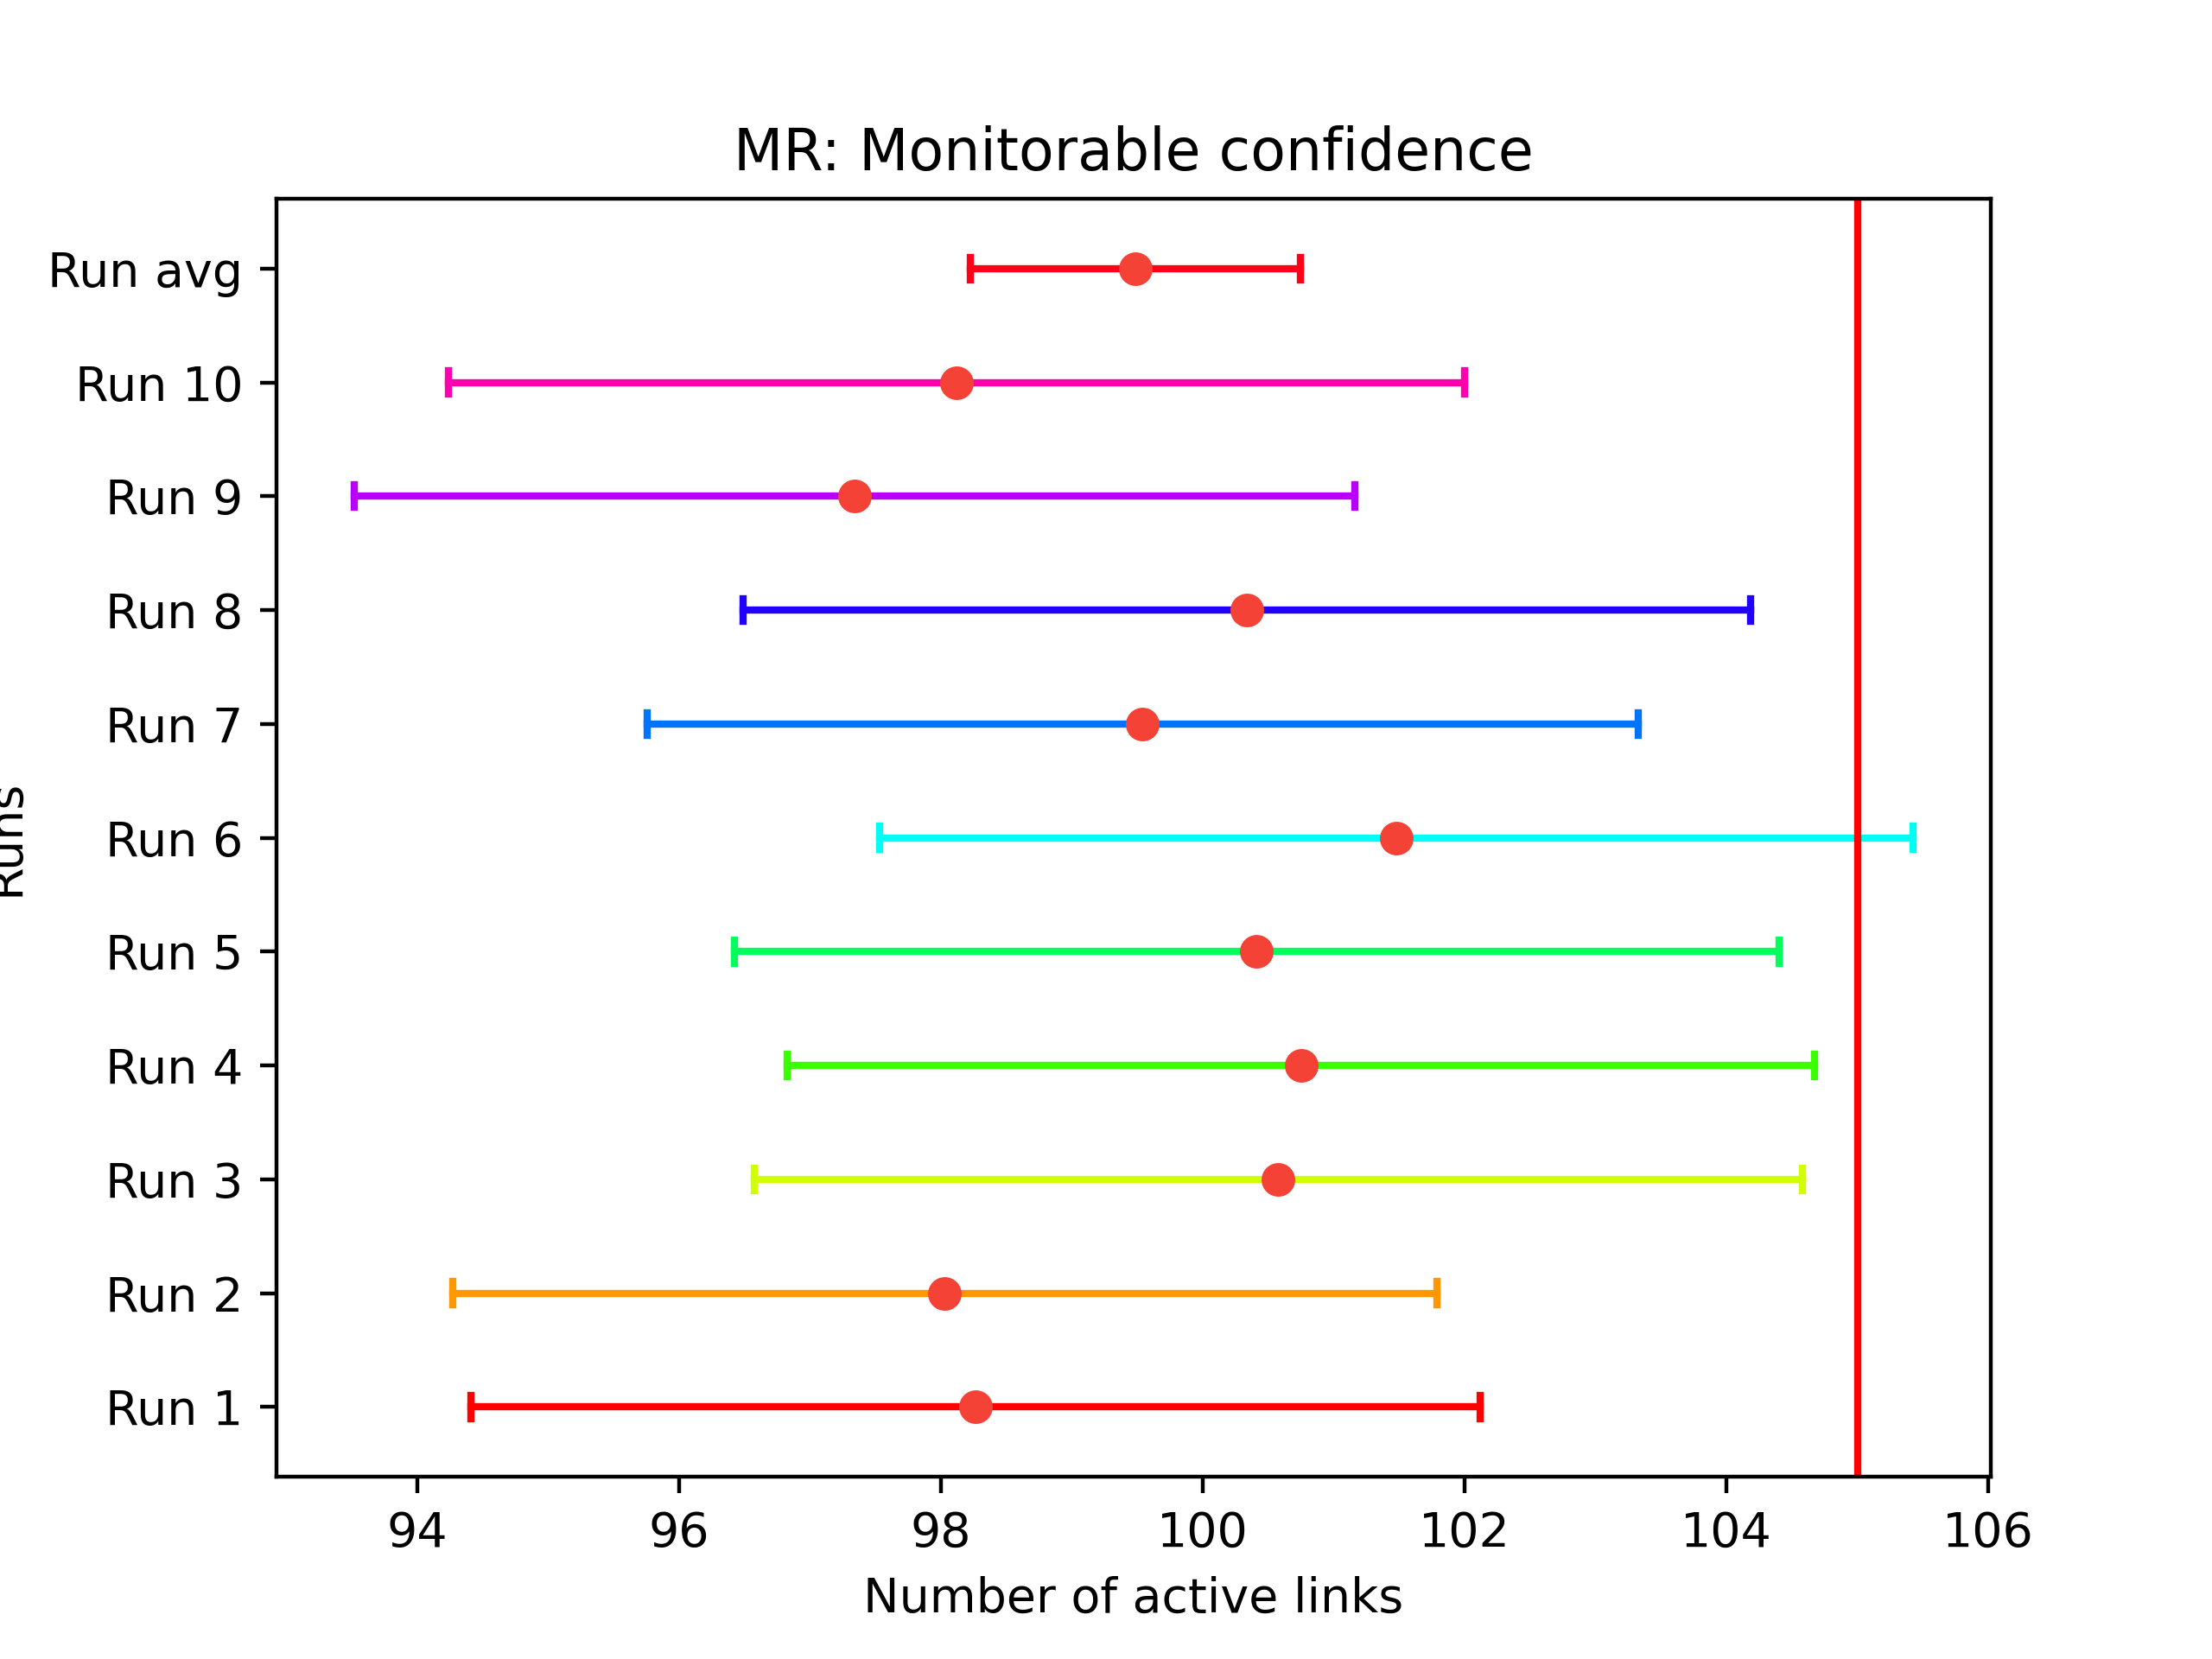 MR: Monitorable confidence
Run avg
Run 10
Run 9
Run 8
Run 7
Run 6
Run 5
Run 4
Run 3
Run 2
Run 1
Runs
94 96 98 100 102 104 106
Number of active links